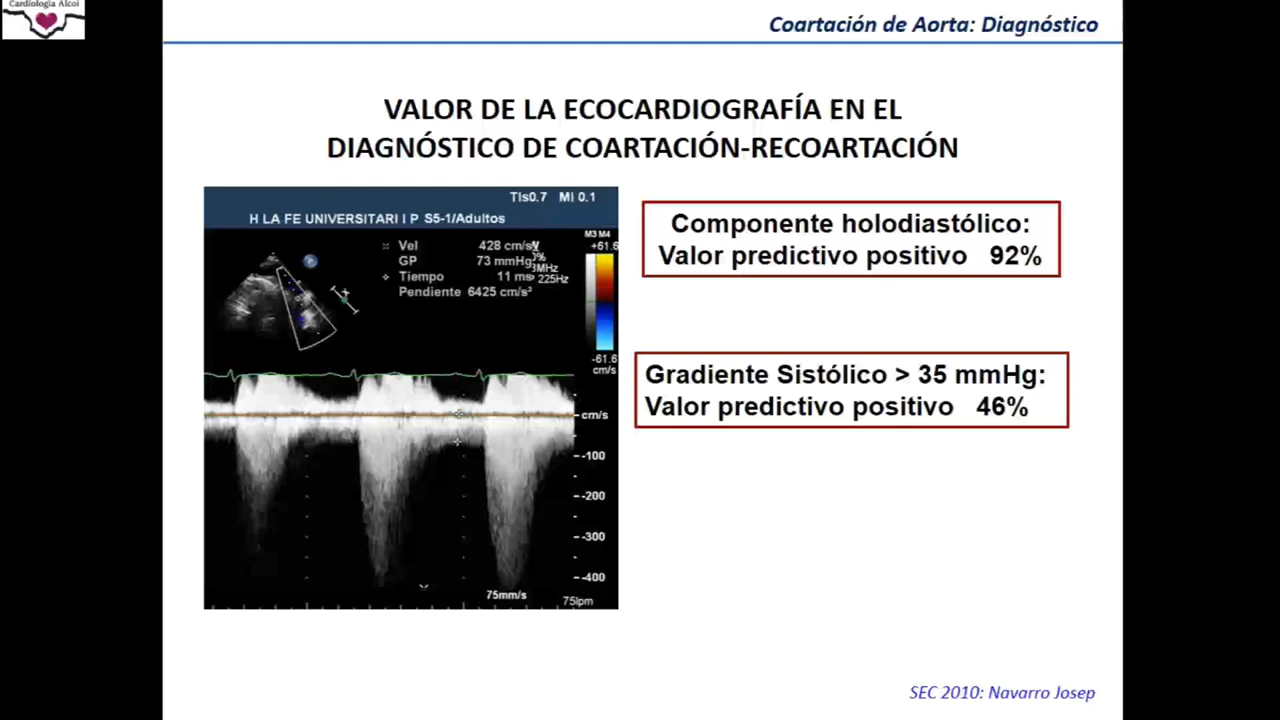 Cardiología Alcoi
Coartación de Aorta: Diagnóstico
VALOR DE LA ECOCARDIOGRAFÍA EN EL
DIAGNÓSTICO DE COARTACIÓN-RECOARTACIÓN
TIs0.7 MI 0.1
H LA FE UNIVERSITARI I P S5-1/Adultos
M3 M4
+61.6
Vel 428 cm/s
GP 73 mmHg
Tiempo 11 ms
Pendiente 6425 cm/s²
0%
3MHz
225Hz
-61.6
cm/s
cm/s
-100
-200
-300
-400
75mm/s
75lpm
Componente holodiastólico:
Valor predictivo positivo 92%
Gradiente Sistólico > 35 mmHg:
Valor predictivo positivo 46%
SEC 2010: Navarro Josep